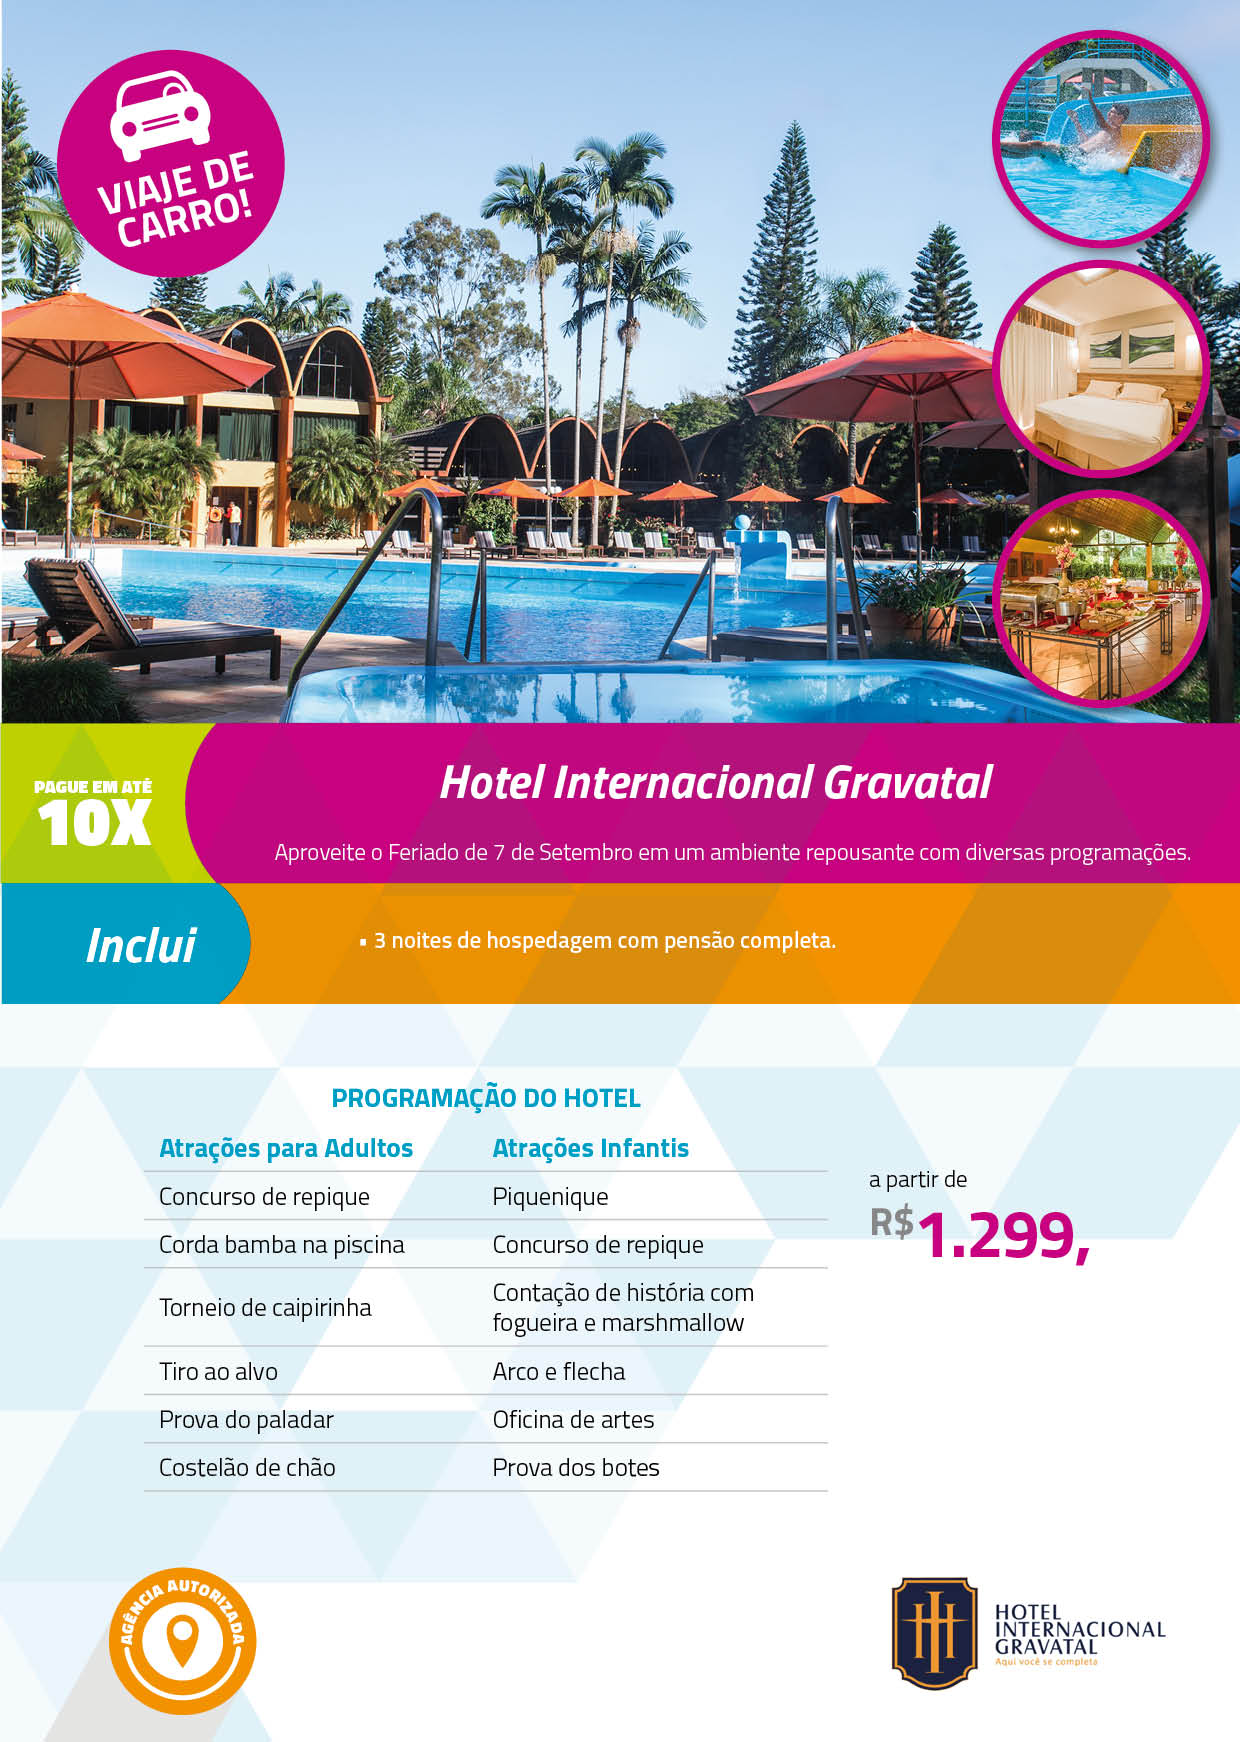 VIAJE DE
CARRO!
PAGUE EM ATÉ
10X
Hotel Internacional Gravatal
Aproveite o Feriado de 7 de Setembro em um ambiente repousante com diversas programações.
Inclui
• 3 noites de hospedagem com pensão completa.
PROGRAMAÇÃO DO HOTEL
Atrações para Adultos Atrações Infantis
Concurso de repique Piquenique
Corda bamba na piscina Concurso de repique
Torneio de caipirinha Contação de história com
fogueira e marshmallow
Tiro ao alvo Arco e flecha
Prova do paladar Oficina de artes
Costelão de chão Prova dos botes
a partir de
R$1.299,
AGÊNCIA AUTORIZADA
HOTEL
INTERNACIONAL
GRAVATAL
Aqui você se completa